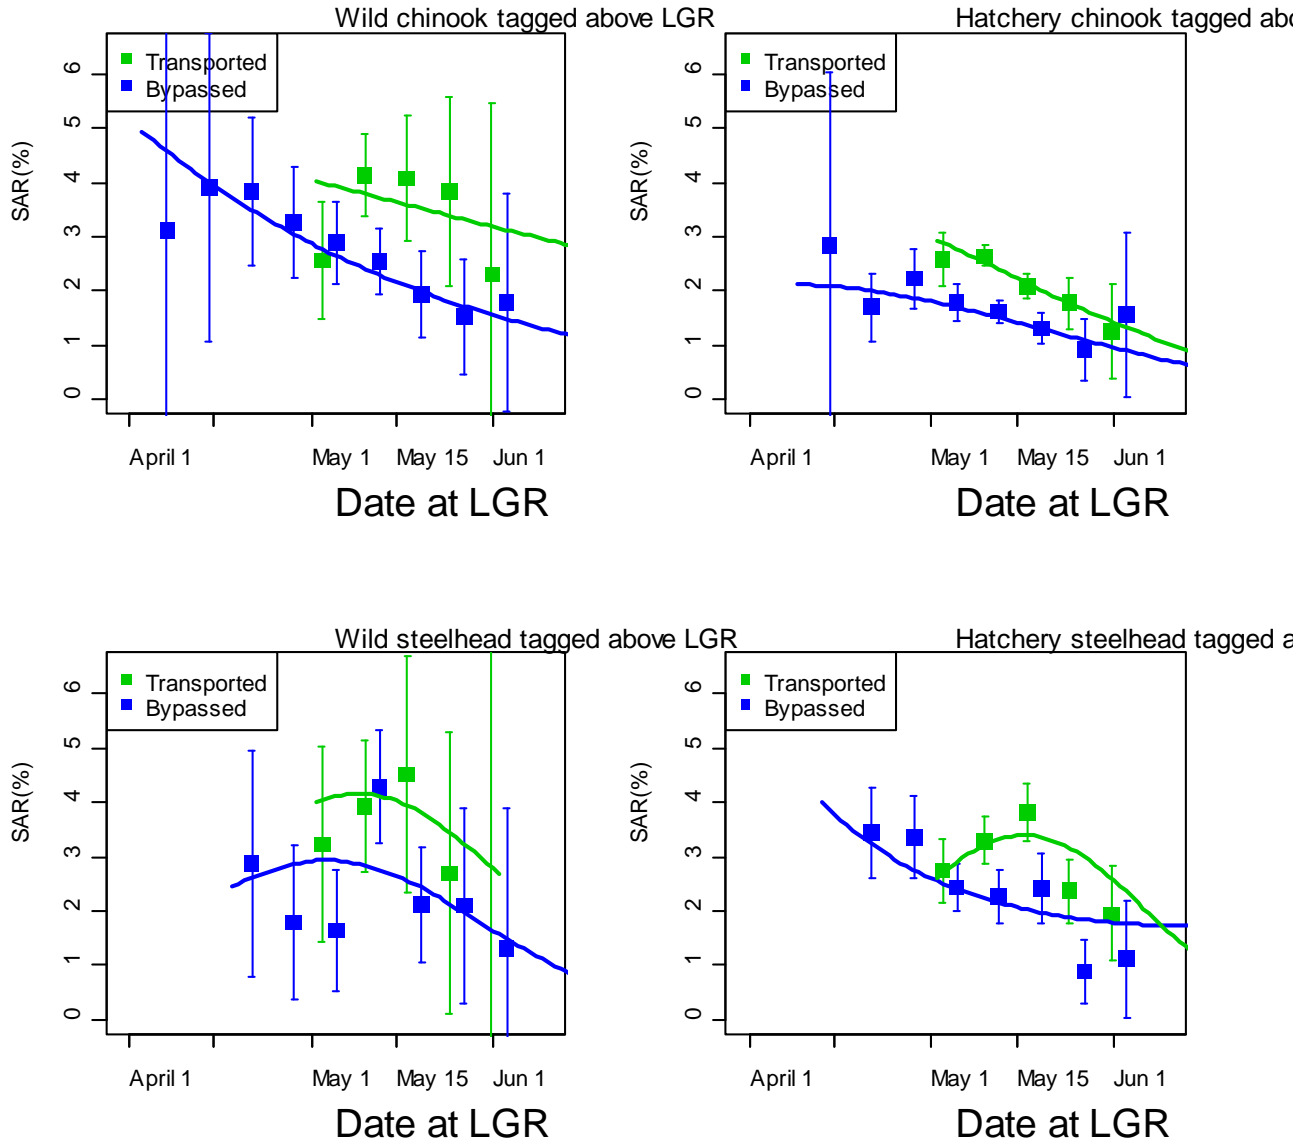 Wild chinook tagged above LGR
Transported
Bypassed
SAR(%)
6
5
4
3
2
1
0
April 1 May 1 May 15 Jun 1
Date at LGR
Hatchery chinook tagged abo
Transported
Bypassed
SAR(%)
6
5
4
3
2
1
0
April 1 May 1 May 15 Jun 1
Date at LGR
Wild steelhead tagged above LGR
Transported
Bypassed
SAR(%)
6
5
4
3
2
1
0
April 1 May 1 May 15 Jun 1
Date at LGR
Hatchery steelhead tagged a
Transported
Bypassed
SAR(%)
6
5
4
3
2
1
0
April 1 May 1 May 15 Jun 1
Date at LGR